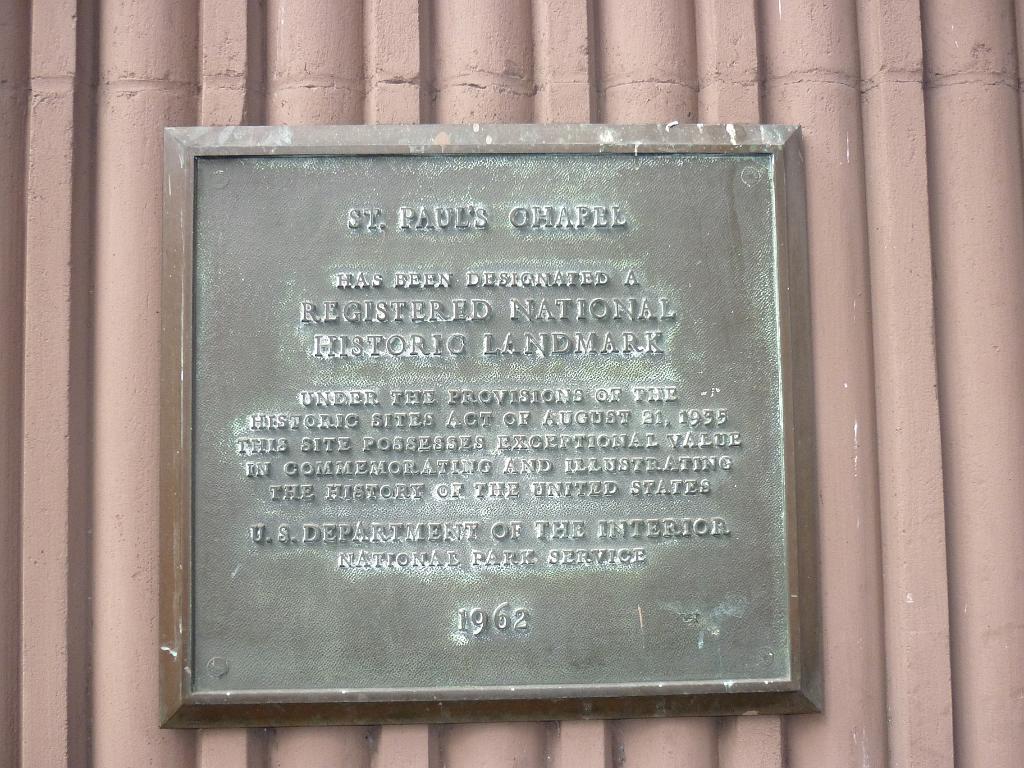 ST. PAUL'S CHAPEL
HAS BEEN DESIGNATED A
REGISTERED NATIONAL
HISTORIC LANDMARK
UNDER THE PROVISIONS OF THE
HISTORIC SITES ACT OF AUGUST 21, 1935
THIS SITE POSSESSES EXCEPTIONAL VALUE
IN COMMEMORATING AND ILLUSTRATING
THE HISTORY OF THE UNITED STATES
U. S. DEPARTMENT OF THE INTERIOR
NATIONAL PARK SERVICE
1962